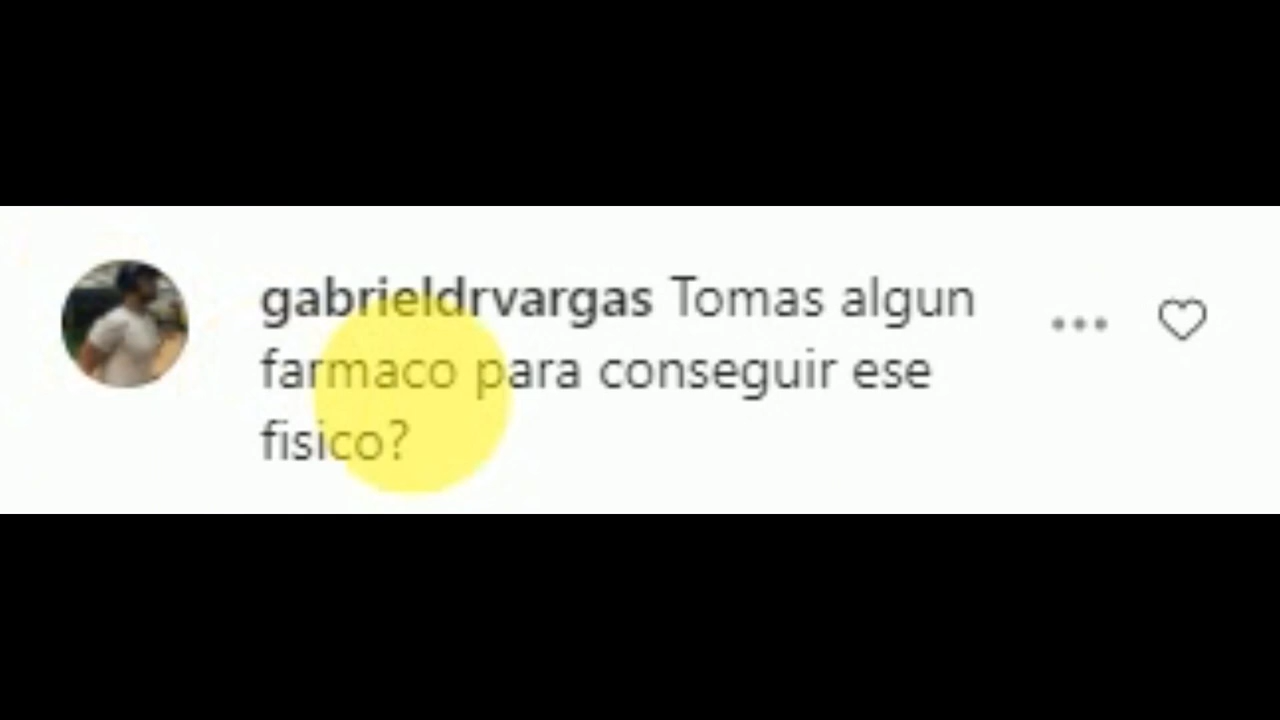 gabrieldrvargas Tomas algun
farmaco para conseguir ese
fisico?